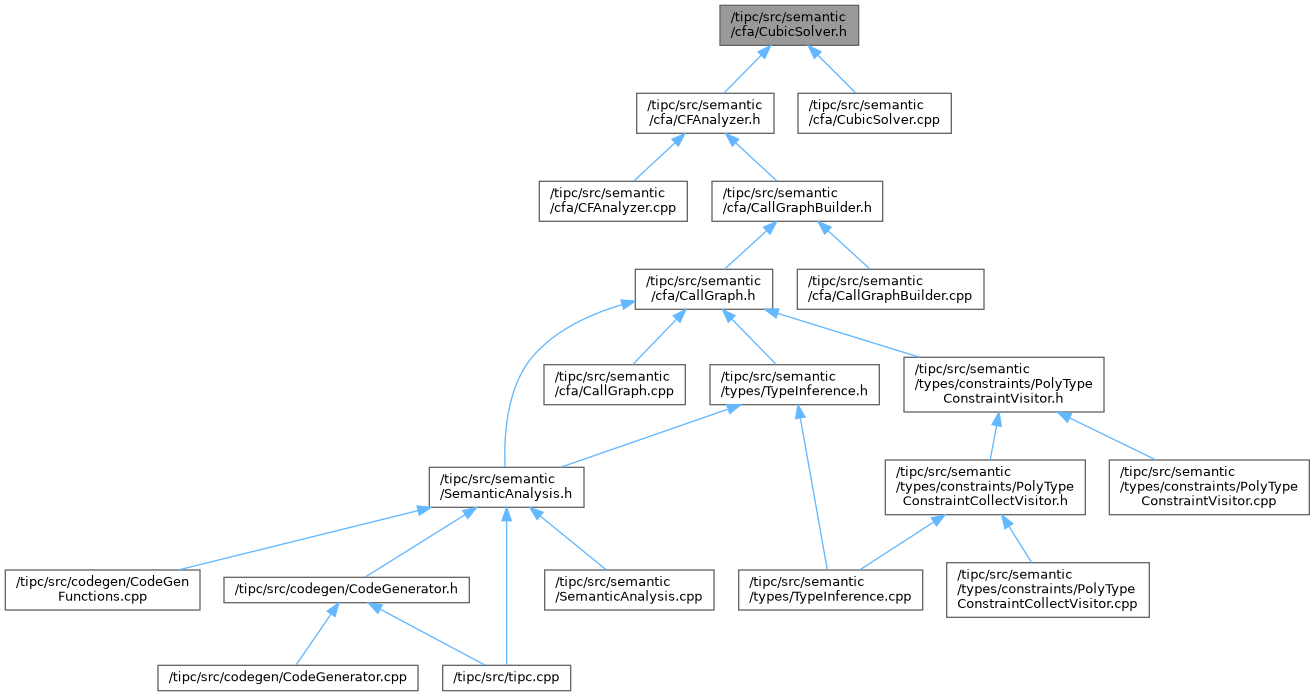 /tipc/src/semantic
/cfa/CubicSolver.h
/tipc/src/semantic
/cfa/CFAnalyzer.h
/tipc/src/semantic
/cfa/CubicSolver.cpp
/tipc/src/semantic
/cfa/CFAnalyzer.cpp
/tipc/src/semantic
/cfa/CallGraphBuilder.h
/tipc/src/semantic
/cfa/CallGraph.h
/tipc/src/semantic
/cfa/CallGraphBuilder.cpp
/tipc/src/semantic
/cfa/CallGraph.cpp
/tipc/src/semantic
/types/TypeInference.h
/tipc/src/semantic
/types/constraints/PolyType
ConstraintVisitor.h
/tipc/src/semantic
/SemanticAnalysis.h
/tipc/src/semantic
/types/constraints/PolyType
ConstraintCollectVisitor.h
/tipc/src/semantic
/types/constraints/PolyType
ConstraintVisitor.cpp
/tipc/src/codegen/CodeGen
Functions.cpp
/tipc/src/codegen/CodeGenerator.h
/tipc/src/semantic
/SemanticAnalysis.cpp
/tipc/src/semantic
/types/TypeInference.cpp
/tipc/src/semantic
/types/constraints/PolyType
ConstraintCollectVisitor.cpp
/tipc/src/codegen/CodeGenerator.cpp
/tipc/src/tipc.cpp